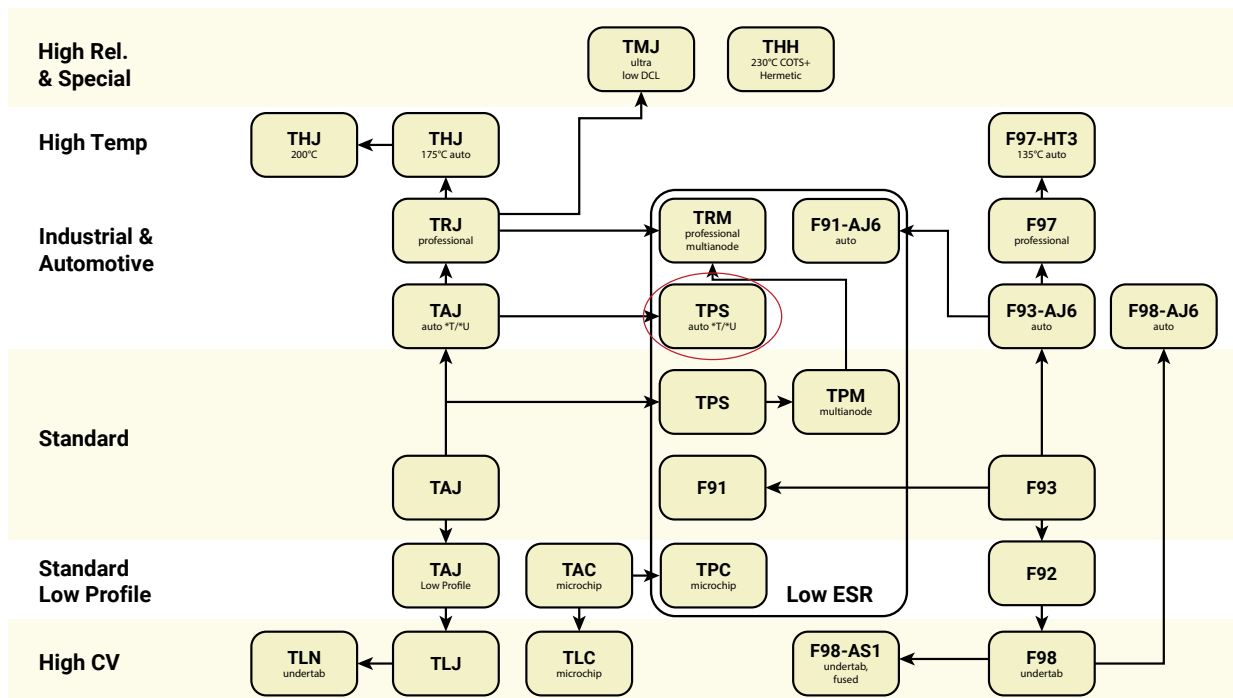 High Rel.
& Special
TMJ
ultra
low DCL
THH
230°C COTS+
Hermetic
High Temp
THJ
200°C
THJ
175°C auto
F97-HT3
135°C auto
Industrial &
Automotive
TRJ
professional
TRM
professional
multianode
F91-AJ6
auto
F97
professional
TAJ
auto *T/*U
TPS
auto *T/*U
F93-AJ6
auto
F98-AJ6
auto
Standard
TPS
TPM
multianode
TAJ
F91
F93
Standard
Low Profile
TAJ
Low Profile
TAC
microchip
TPC
microchip
Low ESR
F92
High CV
TLN
undertab
TLJ
TLC
microchip
F98-AS1
undertab,
fused
F98
undertab